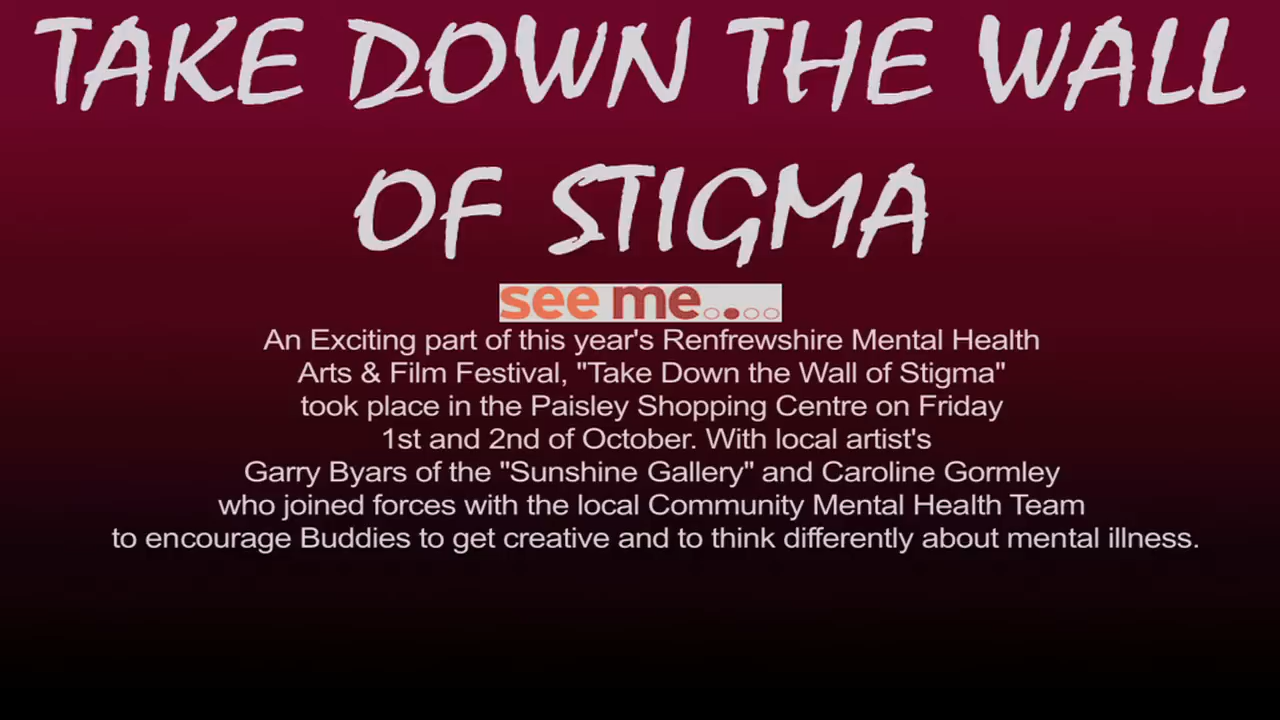 TAKE DOWN THE WALL
OF STIGMA
see me....
An Exciting part of this year's Renfrewshire Mental Health
Arts & Film Festival, "Take Down the Wall of Stigma"
took place in the Paisley Shopping Centre on Friday
1st and 2nd of October. With local artist's
Garry Byars of the "Sunshine Gallery" and Caroline Gormley
who joined forces with the local Community Mental Health Team
to encourage Buddies to get creative and to think differently about mental illness.